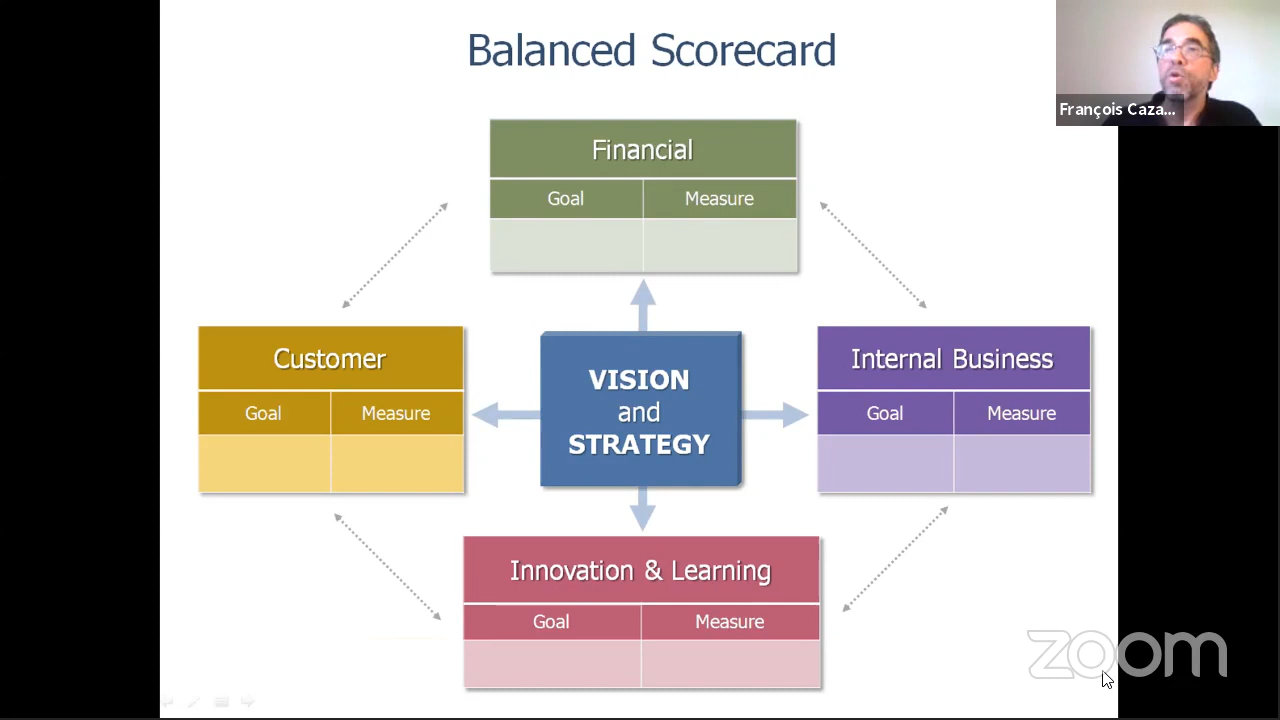 Balanced Scorecard
François Caza...
Financial
Goal Measure
Customer
Goal Measure
VISION
and
STRATEGY
Internal Business
Goal Measure
Innovation & Learning
Goal Measure
zoom